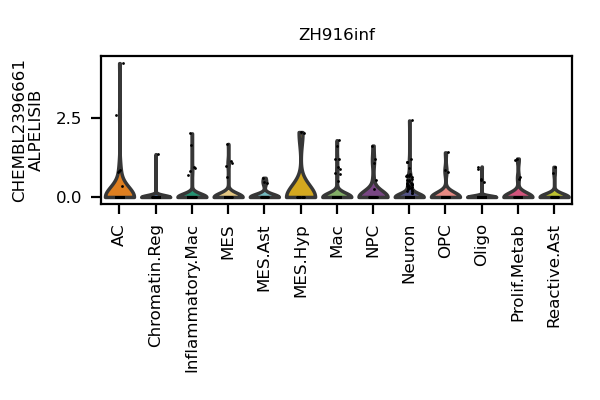 ZH916inf
CHEMBL2396661
ALPELISIB
2.5
0.0
AC
Chromatin.Reg
Inflammatory.Mac
MES
MES.Ast
MES.Hyp
Mac
NPC
Neuron
OPC
Oligo
Prolif.Metab
Reactive.Ast